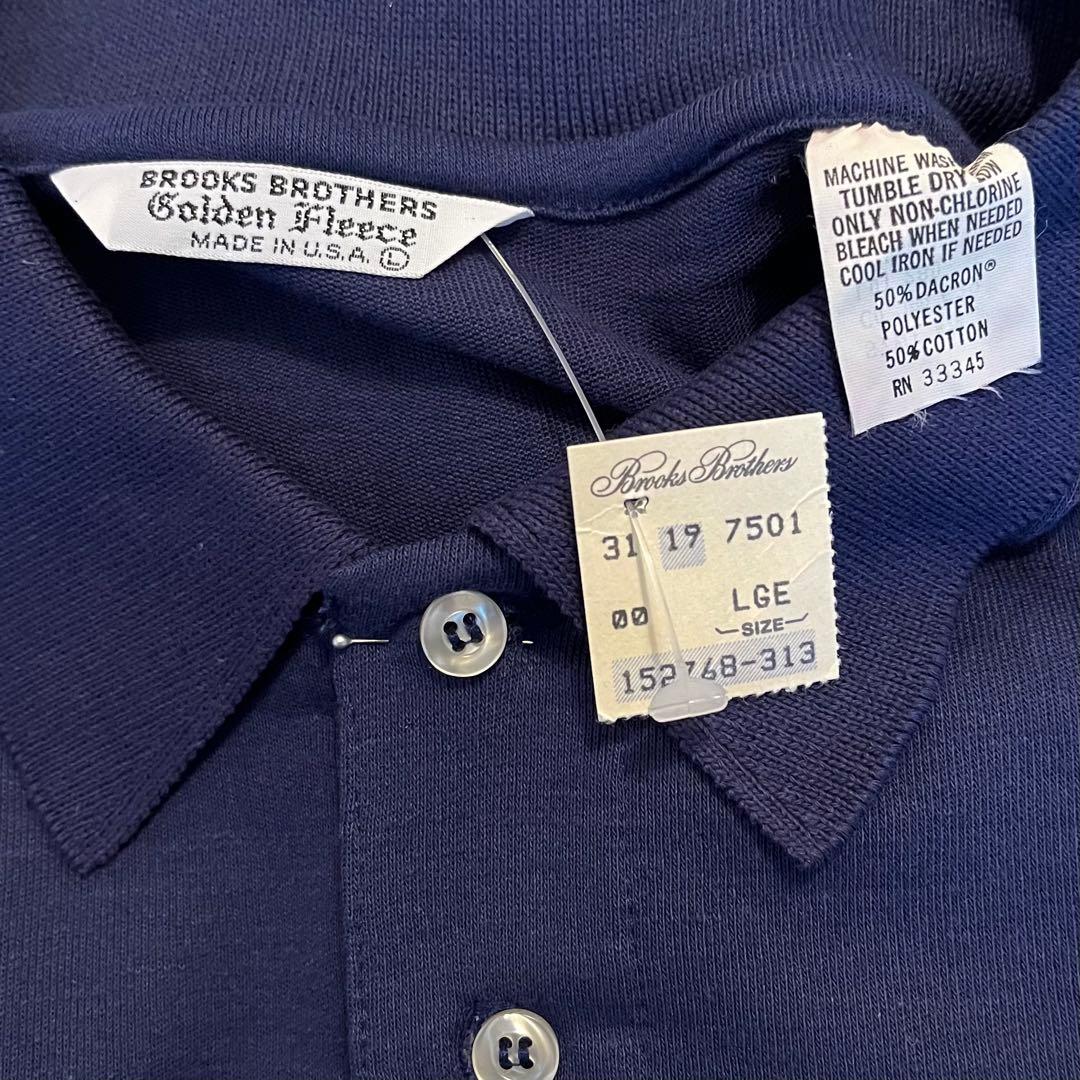 BROOKS BROTHERS
Golden Fleece
MADE IN U.S.A. Ⓛ
MACHINE WASH
TUMBLE DRY
ONLY NON-CHLORINE
BLEACH WHEN NEEDED
COOL IRON IF NEEDED
50% DACRON®
POLYESTER
50% COTTON
RN 33345
Brooks Brothers
31 19 7501
00 LGE
SIZE
152768-313